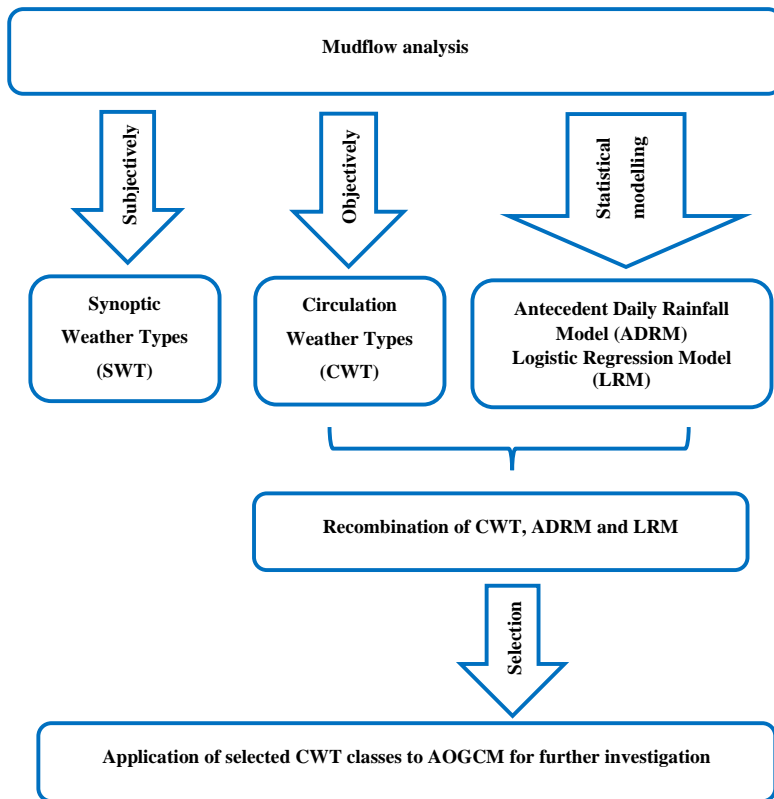 Mudflow analysis
Subjectively
Objectively
Statistical
modelling
Synoptic
Weather Types
(SWT)
Circulation
Weather Types
(CWT)
Antecedent Daily Rainfall
Model (ADRM)
Logistic Regression Model
(LRM)
Recombination of CWT, ADRM and LRM
Selection
Application of selected CWT classes to AOGCM for further investigation